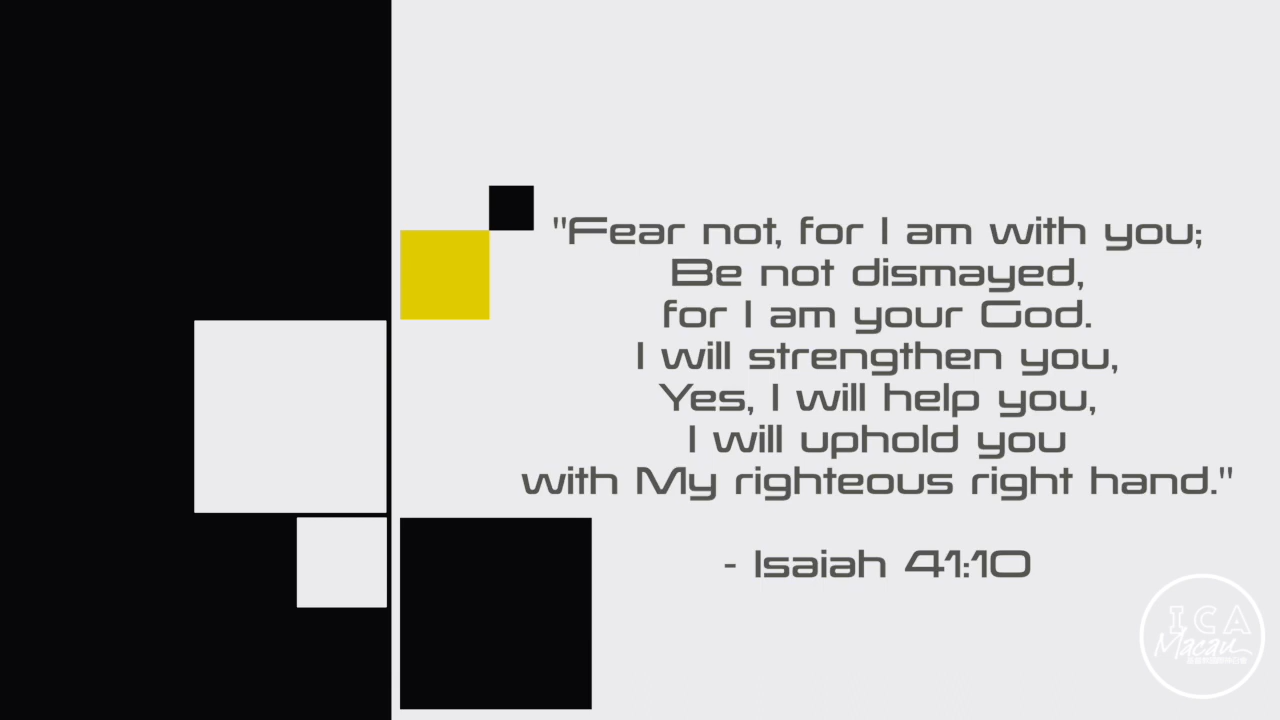 "Fear not, for I am with you;
Be not dismayed,
for I am your God.
I will strengthen you,
Yes, I will help you,
I will uphold you
with My righteous right hand."
- Isaiah 41:10
ICA
Macau